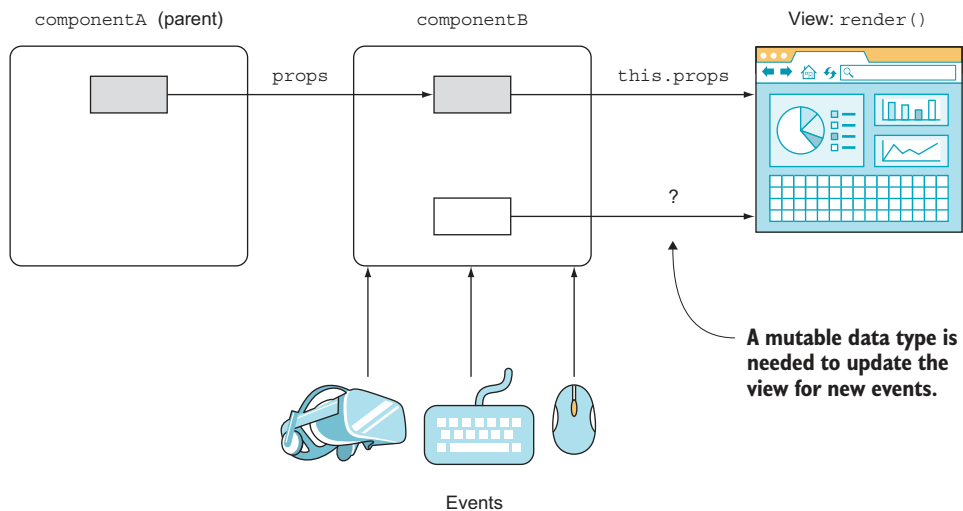 componentA (parent)
componentB
View: render()
props
this.props
?
A mutable data type is
needed to update the
view for new events.
Events